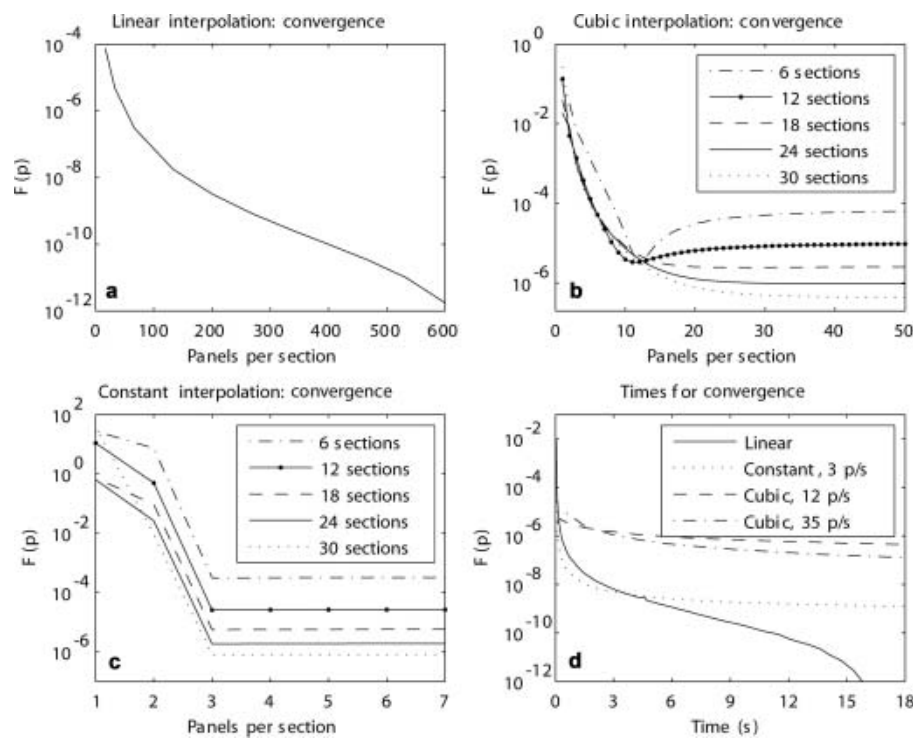 Linear interpolation: convergence
10^-4
10^-6
10^-8
10^-10
10^-12
F (p)
a
0 100 200 300 400 500 600
Panels per section
Cubic interpolation: convergence
10^0
10^-2
10^-4
10^-6
F (p)
6 sections
12 sections
18 sections
24 sections
30 sections
b
0 10 20 30 40 50
Panels per section
Constant interpolation: convergence
10^2
10^0
10^-2
10^-4
10^-6
F (p)
6 sections
12 sections
18 sections
24 sections
30 sections
c
1 2 3 4 5 6 7
Panels per section
Times for convergence
10^-2
10^-4
10^-6
10^-8
10^-10
10^-12
F (p)
Linear
Constant, 3 p/s
Cubic, 12 p/s
Cubic, 35 p/s
d
0 3 6 9 12 15 18
Time (s)